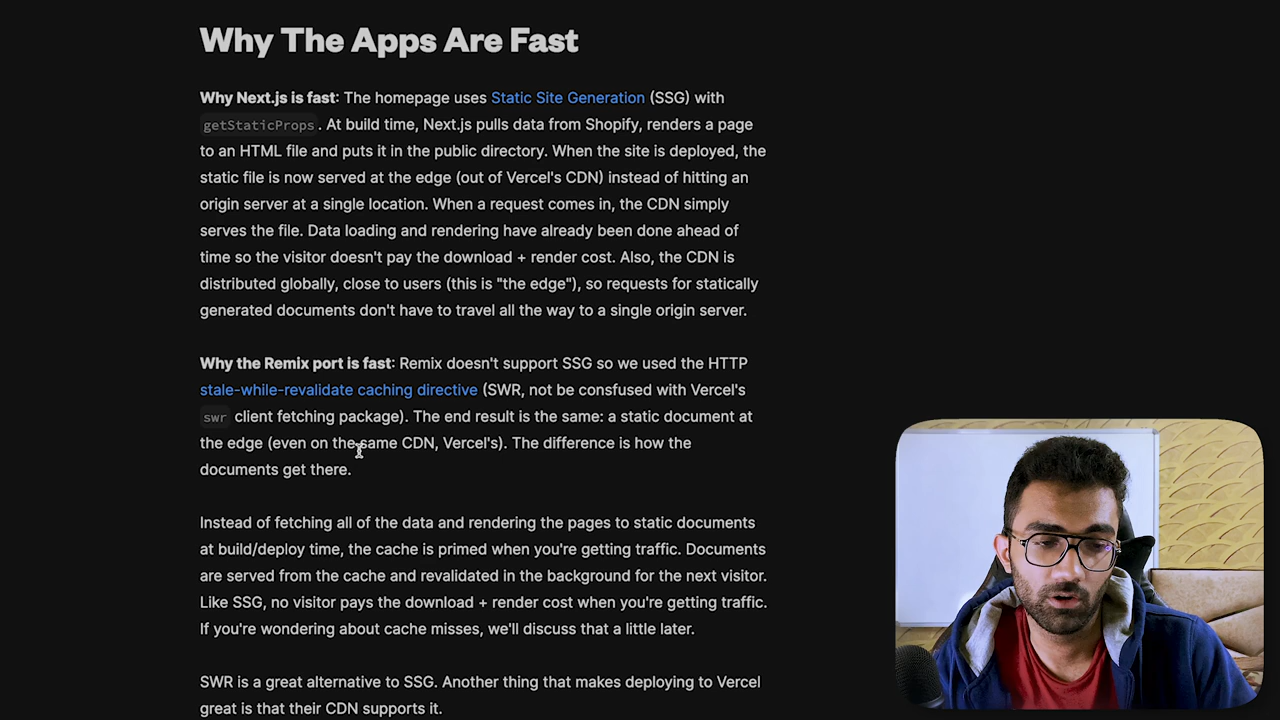 Why The Apps Are Fast
Why Next.js is fast: The homepage uses Static Site Generation (SSG) with
getStaticProps. At build time, Next.js pulls data from Shopify, renders a page
to an HTML file and puts it in the public directory. When the site is deployed, the
static file is now served at the edge (out of Vercel's CDN) instead of hitting an
origin server at a single location. When a request comes in, the CDN simply
serves the file. Data loading and rendering have already been done ahead of
time so the visitor doesn't pay the download + render cost. Also, the CDN is
distributed globally, close to users (this is "the edge"), so requests for statically
generated documents don't have to travel all the way to a single origin server.
Why the Remix port is fast: Remix doesn't support SSG so we used the HTTP
stale-while-revalidate caching directive (SWR, not be consfused with Vercel's
swr client fetching package). The end result is the same: a static document at
the edge (even on the same CDN, Vercel's). The difference is how the
documents get there.
Instead of fetching all of the data and rendering the pages to static documents
at build/deploy time, the cache is primed when you're getting traffic. Documents
are served from the cache and revalidated in the background for the next visitor.
Like SSG, no visitor pays the download + render cost when you're getting traffic.
If you're wondering about cache misses, we'll discuss that a little later.
SWR is a great alternative to SSG. Another thing that makes deploying to Vercel
great is that their CDN supports it.